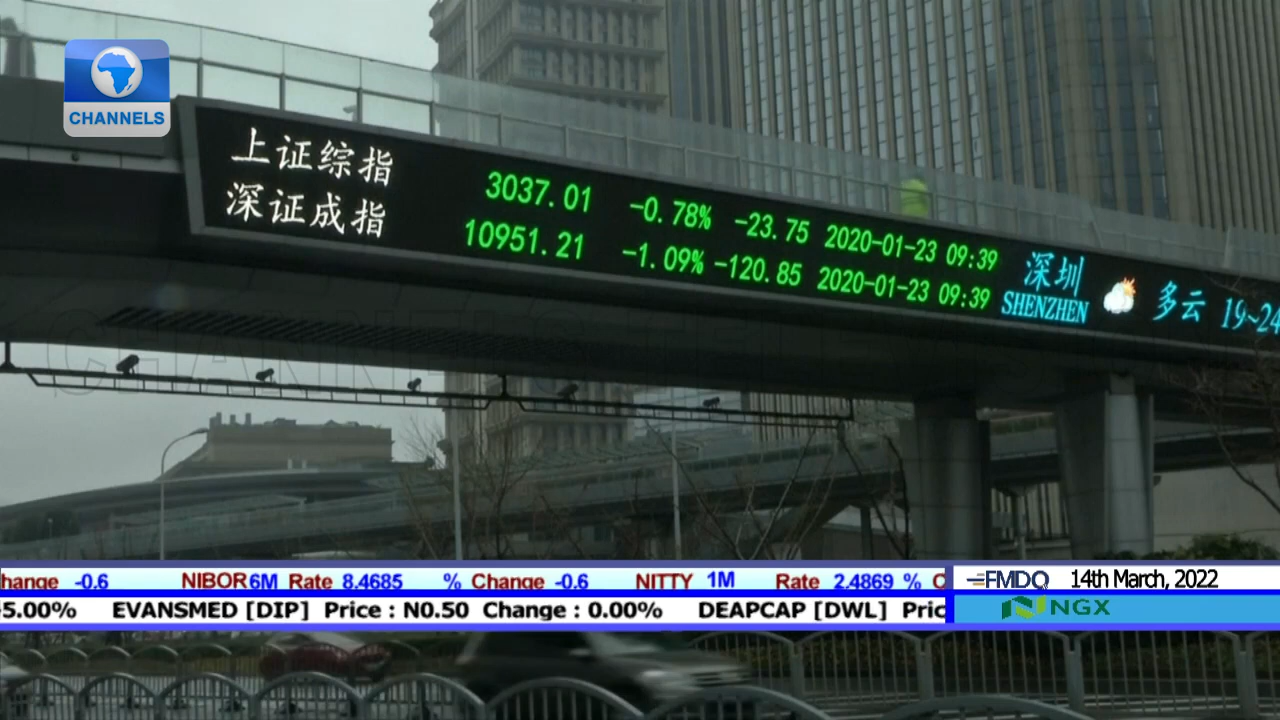 CHANNELS
上证综指 3037.01 -0.78% -23.75 2020-01-23 09:39
深证成指 10951.21 -1.09% -120.85 2020-01-23 09:39
深圳
SHENZHEN
多云 19~24
hange -0.6 NIBOR 6M Rate 8.4685 % Change -0.6 NITTY 1M Rate 2.4869 % C
FMDQ 14th March, 2022
-5.00% EVANSMED [DIP] Price : N0.50 Change : 0.00% DEAPCAP [DWL] Pric
NGX